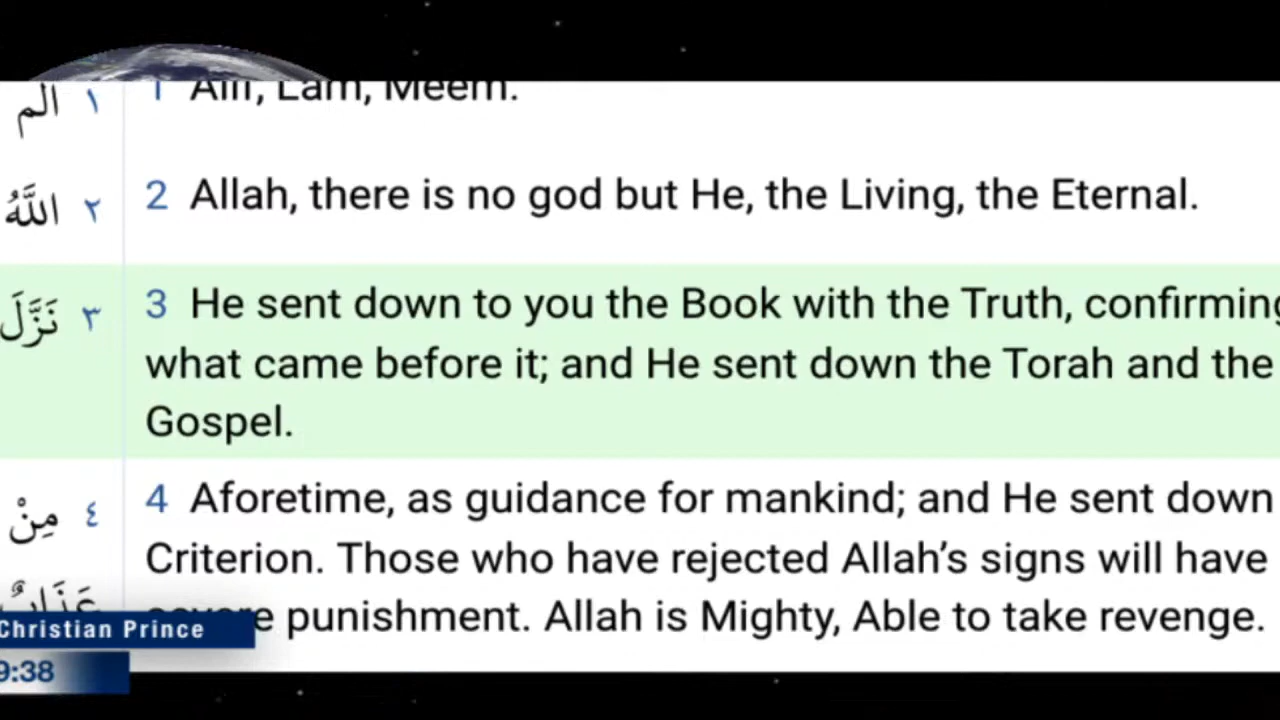 الم ١ 1 Alif, Lam, Meem.
اللَّهُ ٢ 2 Allah, there is no god but He, the Living, the Eternal.
نَزَّلَ ٣ 3 He sent down to you the Book with the Truth, confirming
what came before it; and He sent down the Torah and the
Gospel.
مِنْ ٤ 4 Aforetime, as guidance for mankind; and He sent down
Criterion. Those who have rejected Allah’s signs will have
عَذَابٌ severe punishment. Allah is Mighty, Able to take revenge.
Christian Prince
9:38